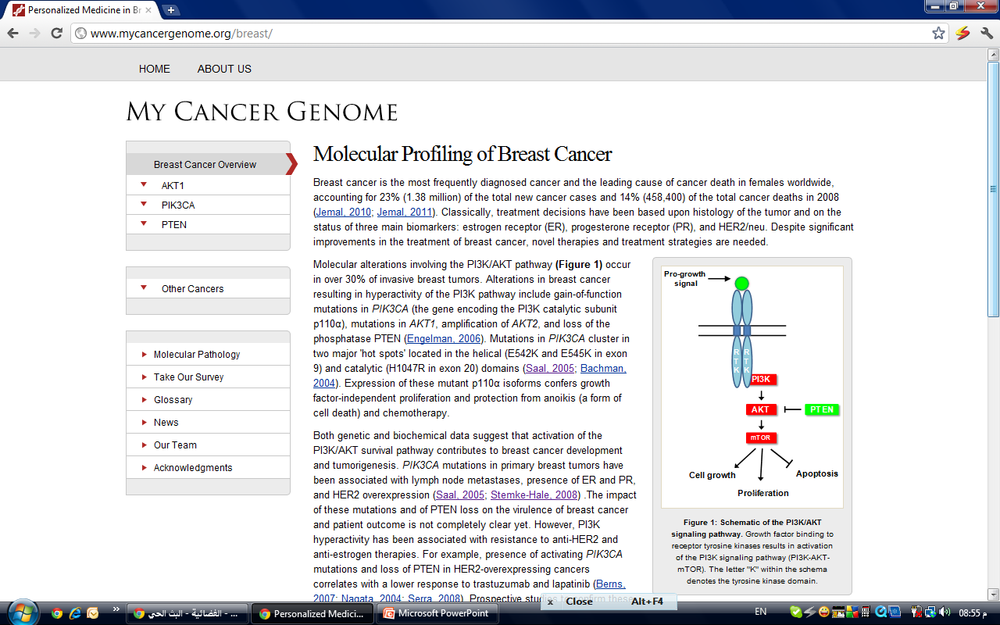 Personalized Medicine in Br
www.mycancergenome.org/breast/
HOME ABOUT US
MY CANCER GENOME
Breast Cancer Overview
AKT1
PIK3CA
PTEN
Other Cancers
Molecular Pathology
Take Our Survey
Glossary
News
Our Team
Acknowledgments
Molecular Profiling of Breast Cancer
Breast cancer is the most frequently diagnosed cancer and the leading cause of cancer death in females worldwide,
accounting for 23% (1.38 million) of the total new cancer cases and 14% (458,400) of the total cancer deaths in 2008
(Jemal, 2010; Jemal, 2011). Classically, treatment decisions have been based upon histology of the tumor and on the
status of three main biomarkers: estrogen receptor (ER), progesterone receptor (PR), and HER2/neu. Despite significant
improvements in the treatment of breast cancer, novel therapies and treatment strategies are needed.
Molecular alterations involving the PI3K/AKT pathway (Figure 1) occur
in over 30% of invasive breast tumors. Alterations in breast cancer
resulting in hyperactivity of the PI3K pathway include gain-of-function
mutations in PIK3CA (the gene encoding the PI3K catalytic subunit
p110α), mutations in AKT1, amplification of AKT2, and loss of the
phosphatase PTEN (Engelman, 2006). Mutations in PIK3CA cluster in
two major 'hot spots' located in the helical (E542K and E545K in exon
9) and catalytic (H1047R in exon 20) domains (Saal, 2005; Bachman,
2004). Expression of these mutant p110α isoforms confers growth
factor-independent proliferation and protection from anoikis (a form of
cell death) and chemotherapy.
Both genetic and biochemical data suggest that activation of the
PI3K/AKT survival pathway contributes to breast cancer development
and tumorigenesis. PIK3CA mutations in primary breast tumors have
been associated with lymph node metastases, presence of ER and PR,
and HER2 overexpression (Saal, 2005; Stemke-Hale, 2008) .The impact
of these mutations and of PTEN loss on the virulence of breast cancer
and patient outcome is not completely clear yet. However, PI3K
hyperactivity has been associated with resistance to anti-HER2 and
anti-estrogen therapies. For example, presence of activating PIK3CA
mutations and loss of PTEN in HER2-overexpressing cancers
correlates with a lower response to trastuzumab and lapatinib (Berns,
2007; Nagata, 2004; Serra, 2008). Prospective studies to confirm these
Pro-growth
signal
RTK RTK
PI3K
AKT PTEN
mTOR
Cell growth Apoptosis
Proliferation
Figure 1: Schematic of the PI3K/AKT
signaling pathway. Growth factor binding to
receptor tyrosine kinases results in activation
of the PI3K signaling pathway (PI3K-AKT-
mTOR). The letter "K" within the schema
denotes the tyrosine kinase domain.
x Close Alt+F4
الفضائية - البث الحي - ...
Personalized Medici...
Microsoft PowerPoint
EN
08:55 م